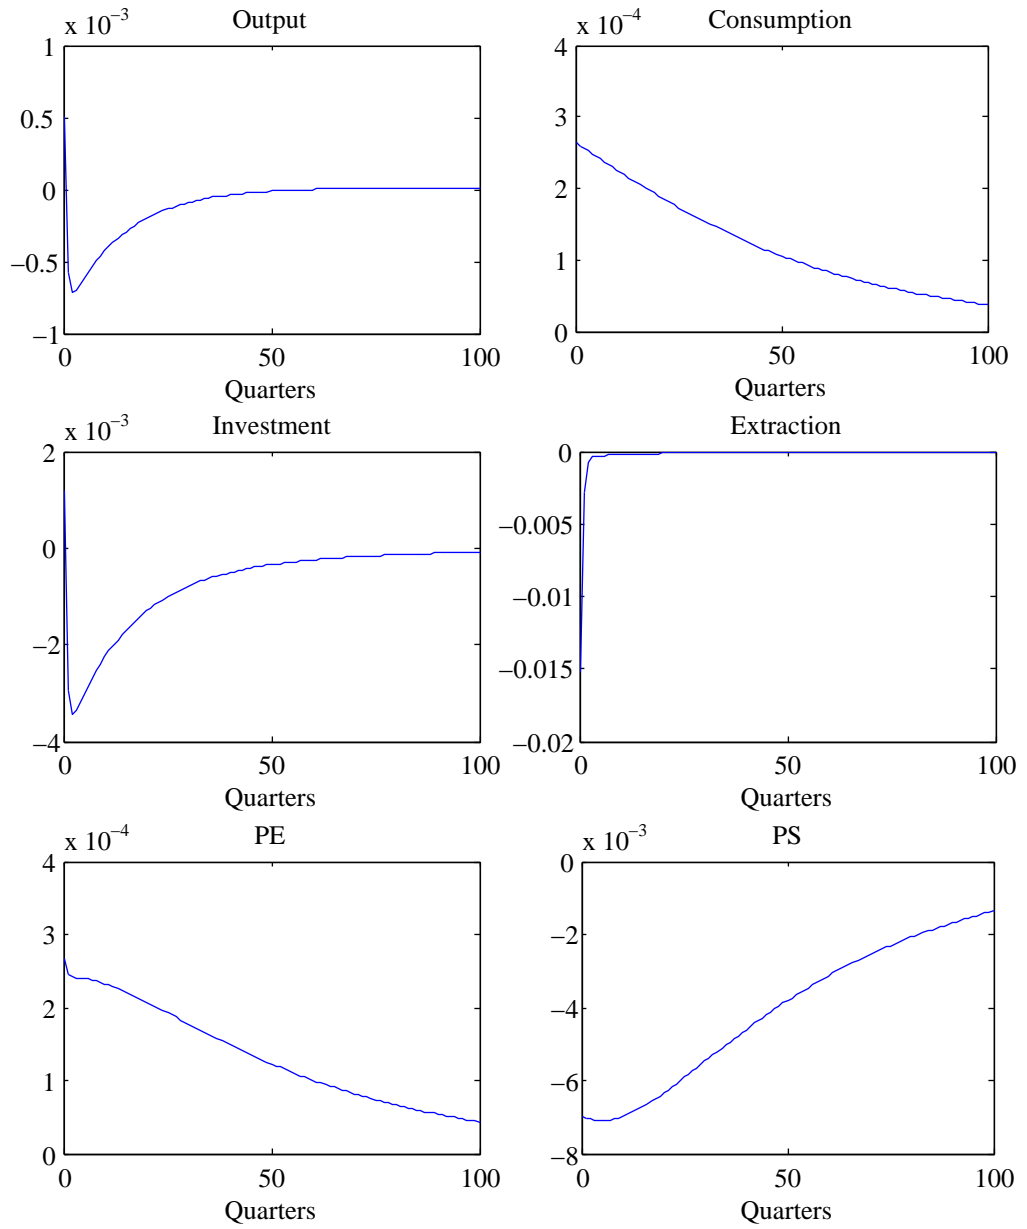 x 10⁻³ Output
1
0.5
0
−0.5
−1
0 50 100
Quarters
x 10⁻⁴ Consumption
4
3
2
1
0
0 50 100
Quarters
x 10⁻³ Investment
2
0
−2
−4
0 50 100
Quarters
Extraction
0
−0.005
−0.01
−0.015
−0.02
0 50 100
Quarters
x 10⁻⁴ PE
4
3
2
1
0
0 50 100
Quarters
x 10⁻³ PS
0
−2
−4
−6
−8
0 50 100
Quarters